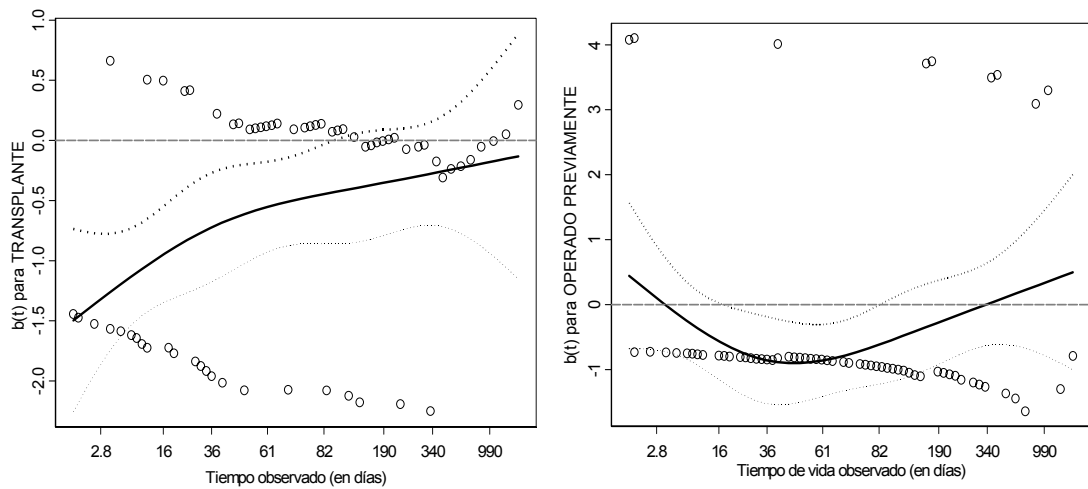 b(t) para TRANSPLANTE
1.0
0.5
0.0
-0.5
-1.0
-1.5
-2.0
2.8 16 36 61 82 190 340 990
Tiempo observado (en días)
b(t) para OPERADO PREVIAMENTE
4
3
2
1
0
-1
2.8 16 36 61 82 190 340 990
Tiempo de vida observado (en días)